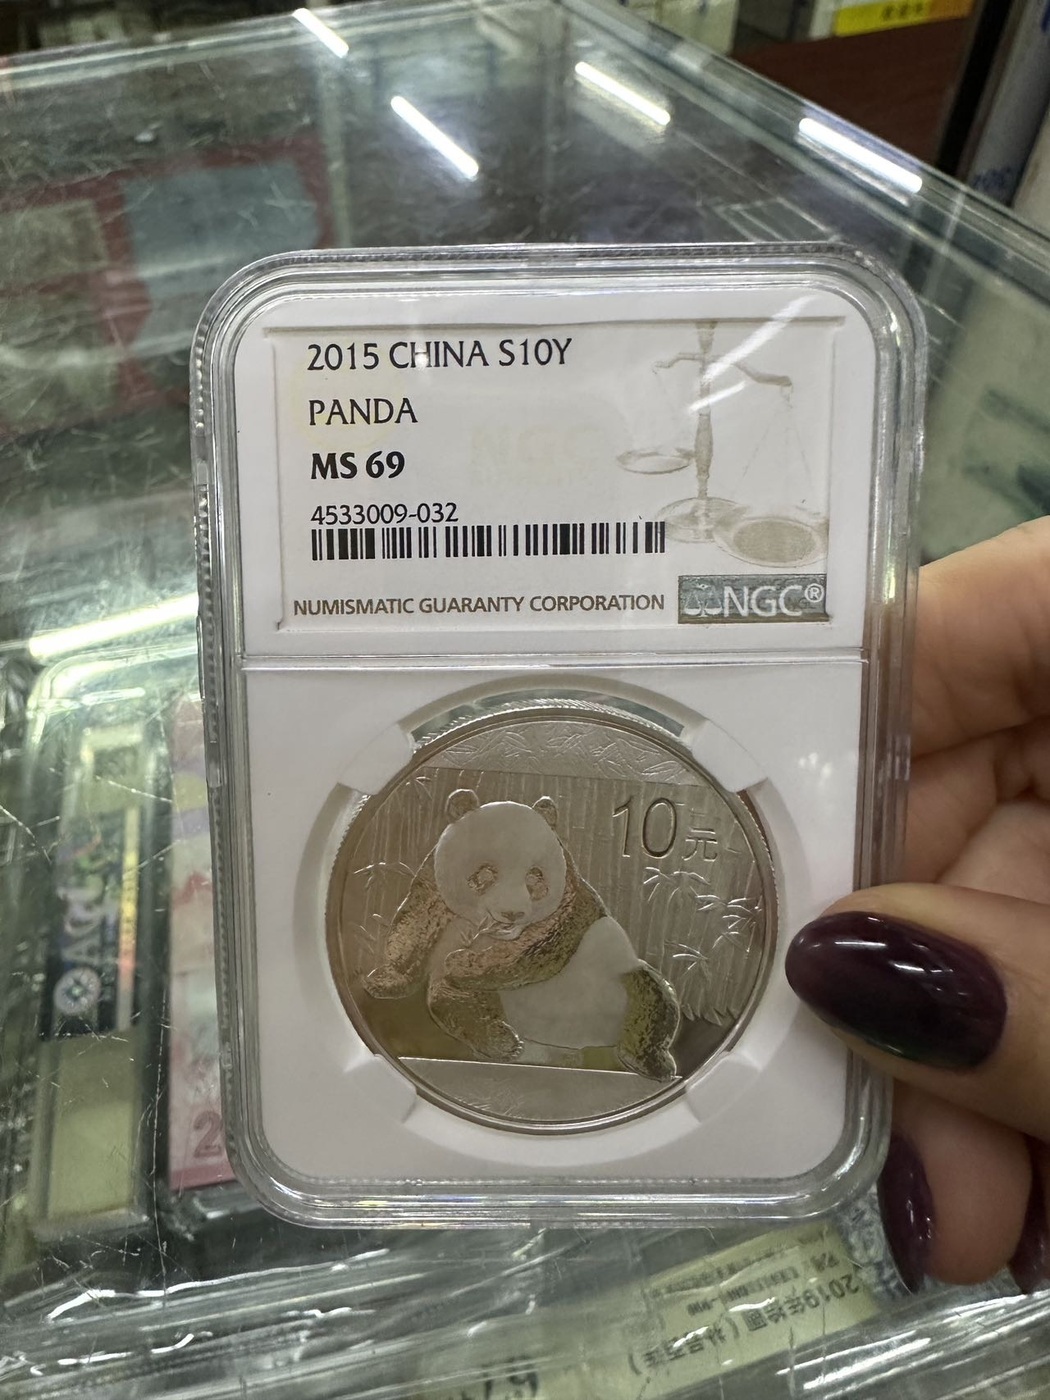 2015 CHINA S10Y
PANDA
MS 69
4533009-032
NUMISMATIC GUARANTY CORPORATION
NGC®
10元